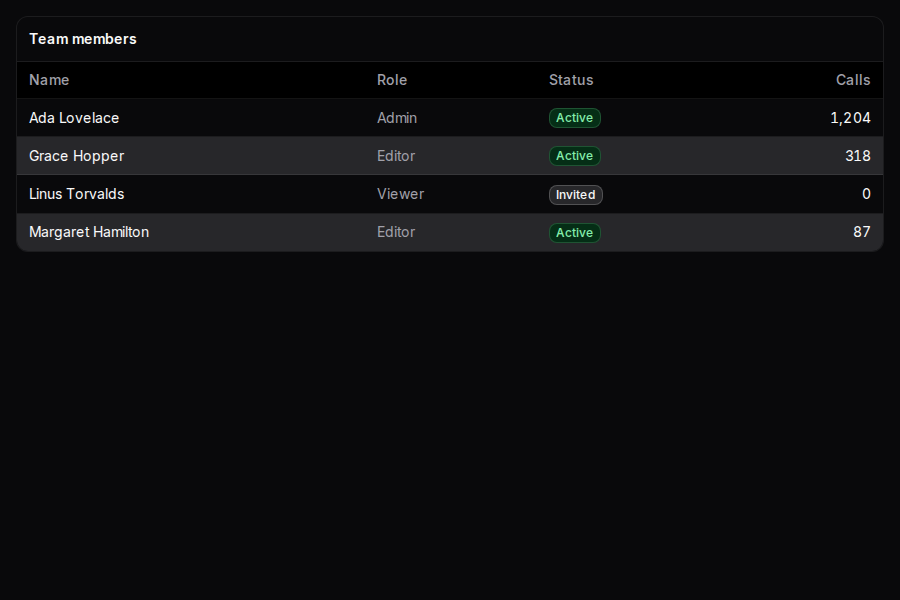 Team members
Name Role Status Calls
Ada Lovelace Admin Active 1,204
Grace Hopper Editor Active 318
Linus Torvalds Viewer Invited 0
Margaret Hamilton Editor Active 87